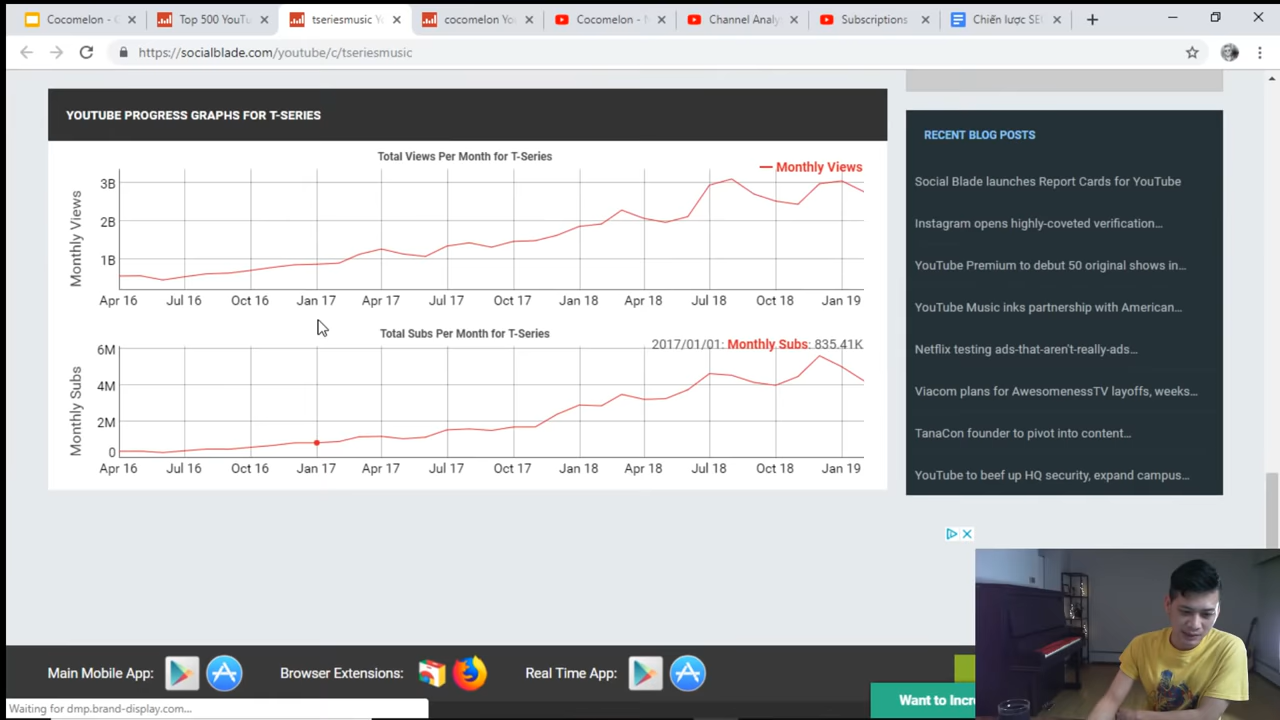 Cocomelon - C
Top 500 YouTu
tseriesmusic Y
cocomelon Yo
Cocomelon - N
Channel Analy
Subscriptions
Chiến lược SE
https://socialblade.com/youtube/c/tseriesmusic
YOUTUBE PROGRESS GRAPHS FOR T-SERIES
Total Views Per Month for T-Series
Monthly Views
Monthly Views
3B
2B
1B
Apr 16 Jul 16 Oct 16 Jan 17 Apr 17 Jul 17 Oct 17 Jan 18 Apr 18 Jul 18 Oct 18 Jan 19
Total Subs Per Month for T-Series
2017/01/01: Monthly Subs: 835.41K
Monthly Subs
6M
4M
2M
0
Apr 16 Jul 16 Oct 16 Jan 17 Apr 17 Jul 17 Oct 17 Jan 18 Apr 18 Jul 18 Oct 18 Jan 19
RECENT BLOG POSTS
Social Blade launches Report Cards for YouTube
Instagram opens highly-coveted verification...
YouTube Premium to debut 50 original shows in...
YouTube Music inks partnership with American...
Netflix testing ads-that-aren't-really-ads...
Viacom plans for AwesomenessTV layoffs, weeks...
TanaCon founder to pivot into content...
YouTube to beef up HQ security, expand campus...
Main Mobile App:
Browser Extensions:
Real Time App:
Want to Incre
Waiting for dmp.brand-display.com...